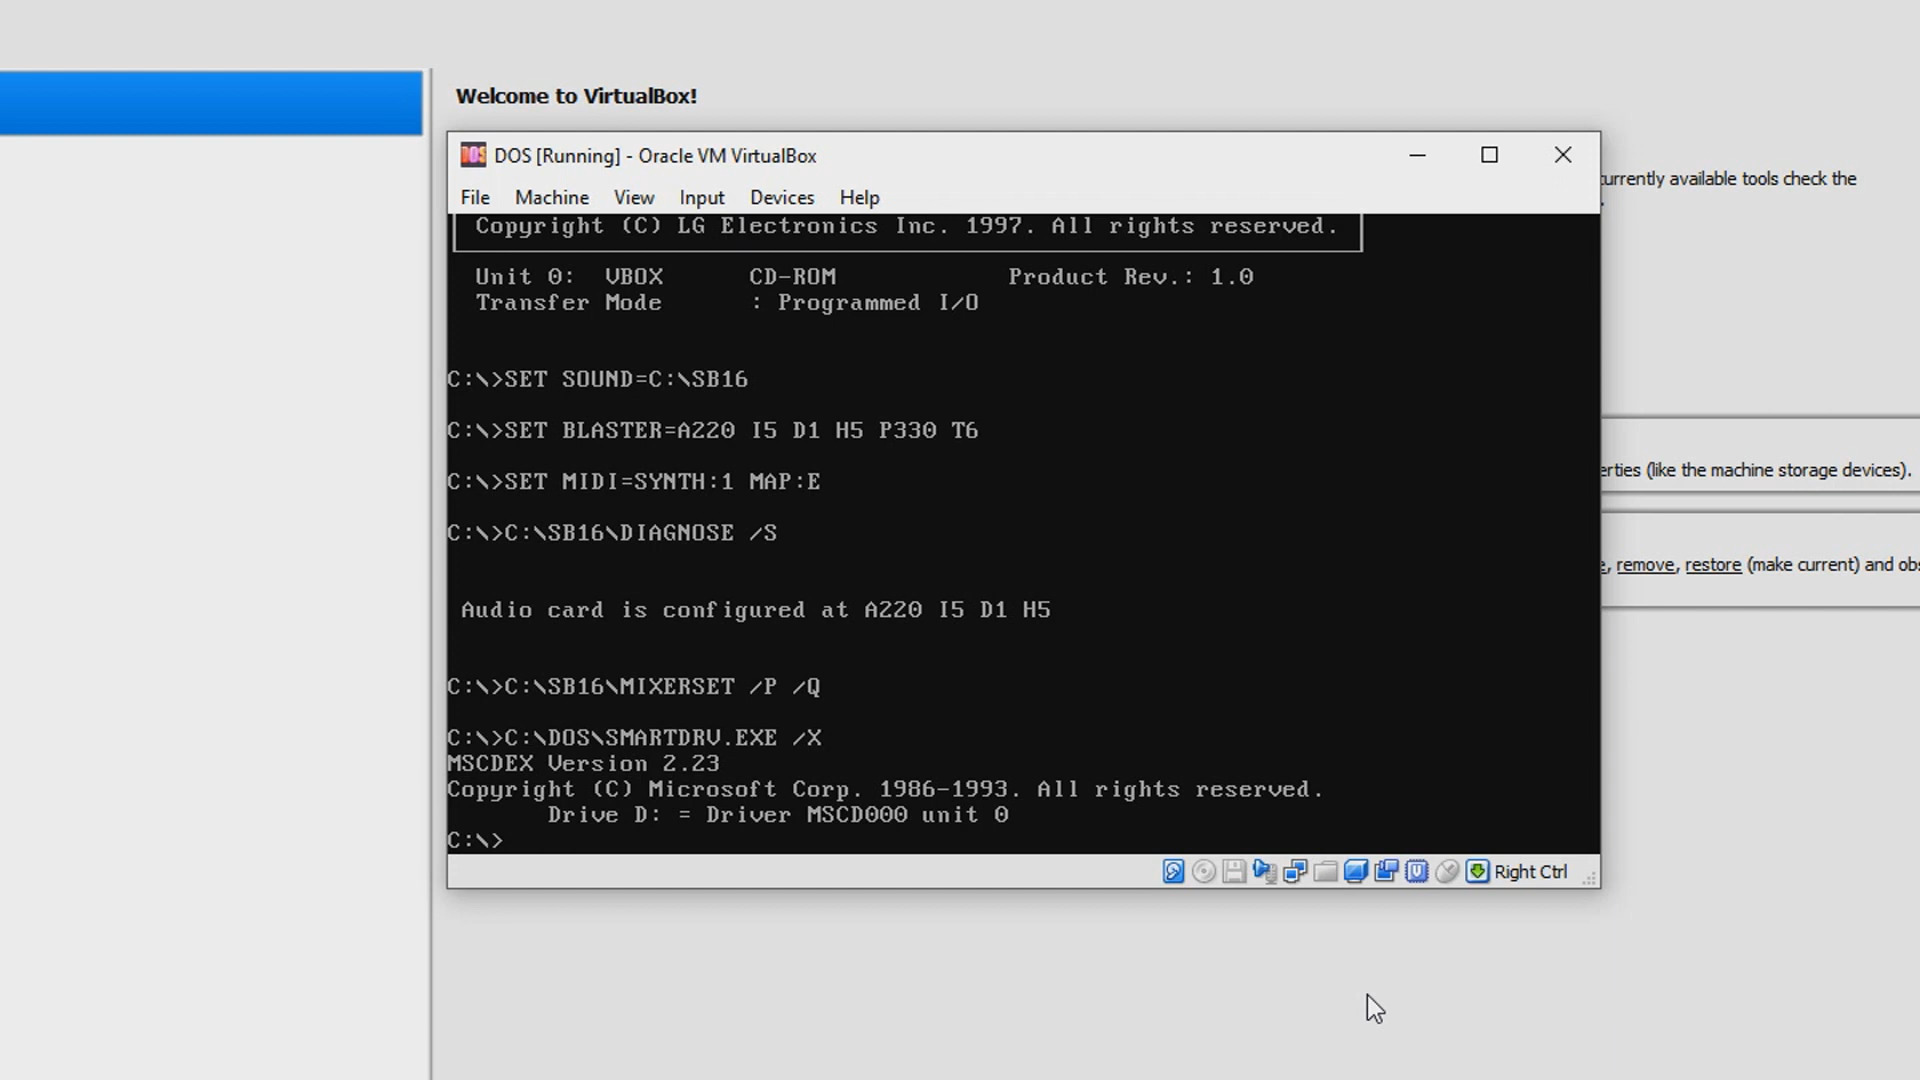 Welcome to VirtualBox!
DOS [Running] - Oracle VM VirtualBox
File Machine View Input Devices Help
currently available tools check the
Copyright (C) LG Electronics Inc. 1997. All rights reserved.
Unit 0: VBOX CD-ROM Product Rev.: 1.0
Transfer Mode : Programmed I/O
C:\>SET SOUND=C:\SB16
C:\>SET BLASTER=A220 I5 D1 H5 P330 T6
(like the machine storage devices).
C:\>SET MIDI=SYNTH:1 MAP:E
C:\>C:\SB16\DIAGNOSE /S
remove, restore (make current) and
Audio card is configured at A220 I5 D1 H5
C:\>C:\SB16\MIXERSET /P /Q
C:\>C:\DOS\SMARTDRV.EXE /X
MSCDEX Version 2.23
Copyright (C) Microsoft Corp. 1986-1993. All rights reserved.
Drive D: = Driver MSCD000 unit 0
C:\>
Right Ctrl